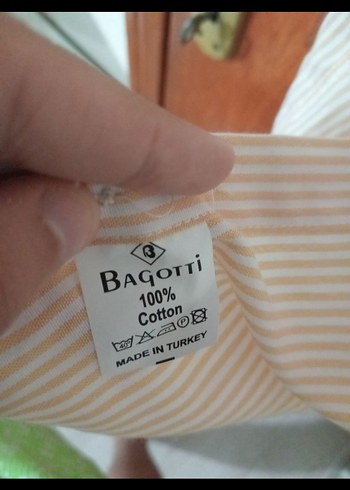 B
BAGOTTI
100%
Cotton
40° P
MADE IN TURKEY